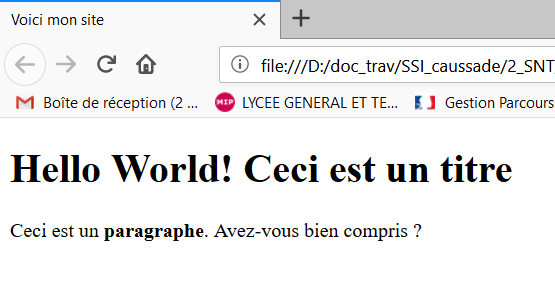 Voici mon site
file:///D:/doc_trav/SSI_caussade/2_SNT
Boîte de réception (2 ... MIP LYCEE GENERAL ET TE... Gestion Parcours
Hello World! Ceci est un titre
Ceci est un paragraphe. Avez-vous bien compris ?